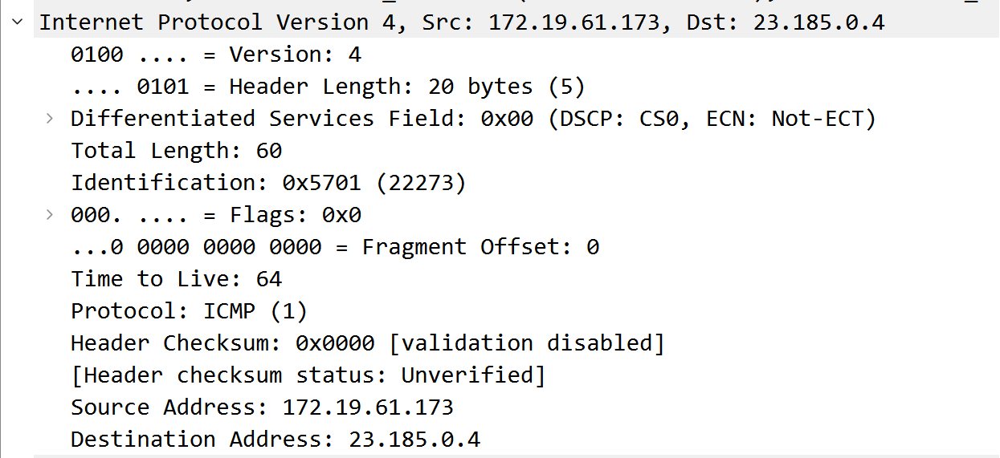 Internet Protocol Version 4, Src: 172.19.61.173, Dst: 23.185.0.4
0100 .... = Version: 4
.... 0101 = Header Length: 20 bytes (5)
Differentiated Services Field: 0x00 (DSCP: CS0, ECN: Not-ECT)
Total Length: 60
Identification: 0x5701 (22273)
000. .... = Flags: 0x0
...0 0000 0000 0000 = Fragment Offset: 0
Time to Live: 64
Protocol: ICMP (1)
Header Checksum: 0x0000 [validation disabled]
[Header checksum status: Unverified]
Source Address: 172.19.61.173
Destination Address: 23.185.0.4